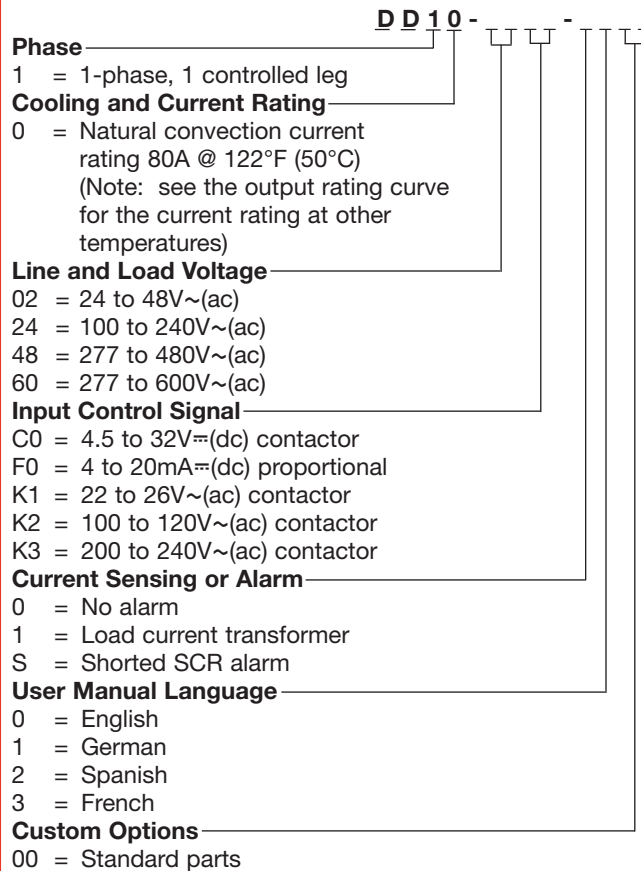 D D 1 0 - _ _ _ _ - _ _ _ _
Phase
1 = 1-phase, 1 controlled leg
Cooling and Current Rating
0 = Natural convection current
rating 80A @ 122°F (50°C)
(Note: see the output rating curve
for the current rating at other
temperatures)
Line and Load Voltage
02 = 24 to 48V~(ac)
24 = 100 to 240V~(ac)
48 = 277 to 480V~(ac)
60 = 277 to 600V~(ac)
Input Control Signal
C0 = 4.5 to 32V⎓(dc) contactor
F0 = 4 to 20mA⎓(dc) proportional
K1 = 22 to 26V~(ac) contactor
K2 = 100 to 120V~(ac) contactor
K3 = 200 to 240V~(ac) contactor
Current Sensing or Alarm
0 = No alarm
1 = Load current transformer
S = Shorted SCR alarm
User Manual Language
0 = English
1 = German
2 = Spanish
3 = French
Custom Options
00 = Standard parts